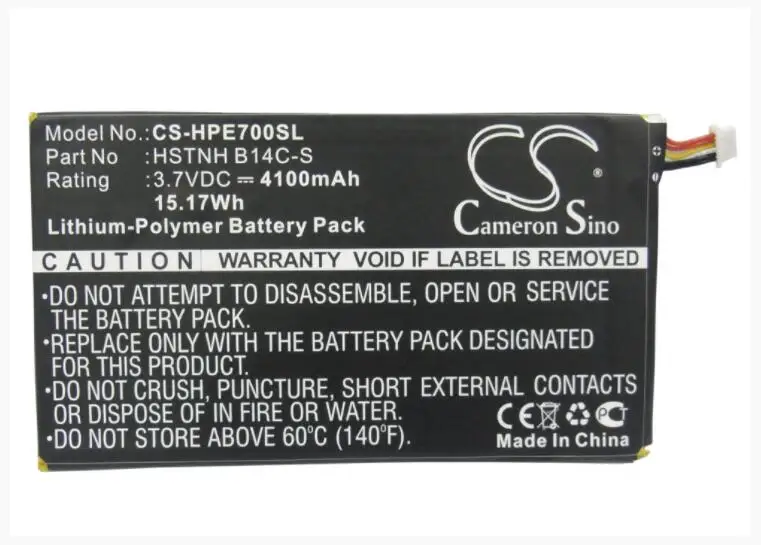 Model No.:CS-HPE700SL
Part No :HSTNH B14C-S
Rating :3.7VDC ⎓ 4100mAh
15.17Wh
Lithium-Polymer Battery Pack
CS
®
Cameron Sino
CAUTION WARRANTY VOID IF LABEL IS REMOVED
•DO NOT ATTEMPT TO DISASSEMBLE, OPEN OR SERVICE
THE BATTERY PACK.
•REPLACE ONLY WITH THE BATTERY PACK DESIGNATED
FOR THIS PRODUCT.
•DO NOT CRUSH, PUNCTURE, SHORT EXTERNAL CONTACTS
OR DISPOSE OF IN FIRE OR WATER.
•DO NOT STORE ABOVE 60°C (140°F).
CE PCT
Made In China